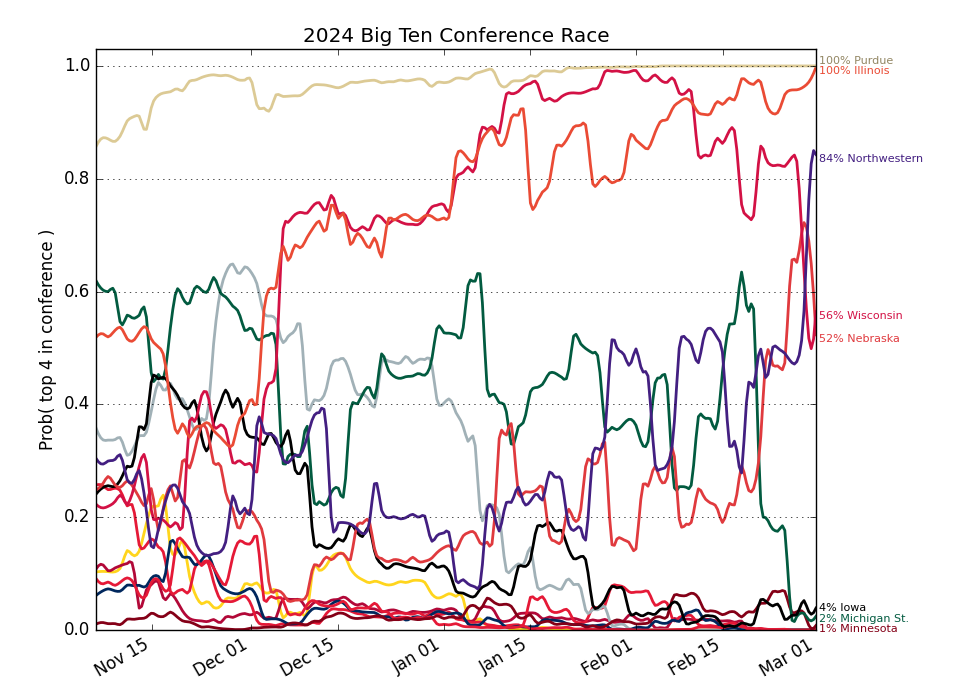 2024 Big Ten Conference Race
Prob( top 4 in conference )
1.0
0.8
0.6
0.4
0.2
0.0
100% Purdue
100% Illinois
84% Northwestern
56% Wisconsin
52% Nebraska
4% Iowa
2% Michigan St.
1% Minnesota
Nov 15
Dec 01
Dec 15
Jan 01
Jan 15
Feb 01
Feb 15
Mar 01